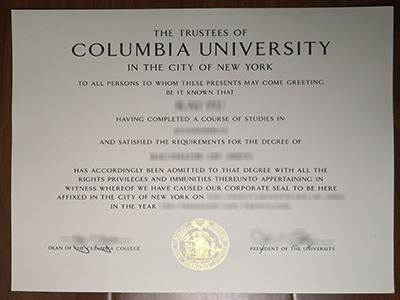 THE TRUSTEES OF
COLUMBIA UNIVERSITY
IN THE CITY OF NEW YORK
TO ALL PERSONS TO WHOM THESE PRESENTS MAY COME GREETING
BE IT KNOWN THAT
HAVING COMPLETED A COURSE OF STUDIES IN
AND SATISFIED THE REQUIREMENTS FOR THE DEGREE OF
HAS ACCORDINGLY BEEN ADMITTED TO THAT DEGREE WITH ALL THE
RIGHTS PRIVILEGES AND IMMUNITIES THEREUNTO APPERTAINING IN
WITNESS WHEREOF WE HAVE CAUSED OUR CORPORATE SEAL TO BE HERE
AFFIXED IN THE CITY OF NEW YORK ON
IN THE YEAR
DEAN OF THE COLUMBIA COLLEGE
PRESIDENT OF THE UNIVERSITY